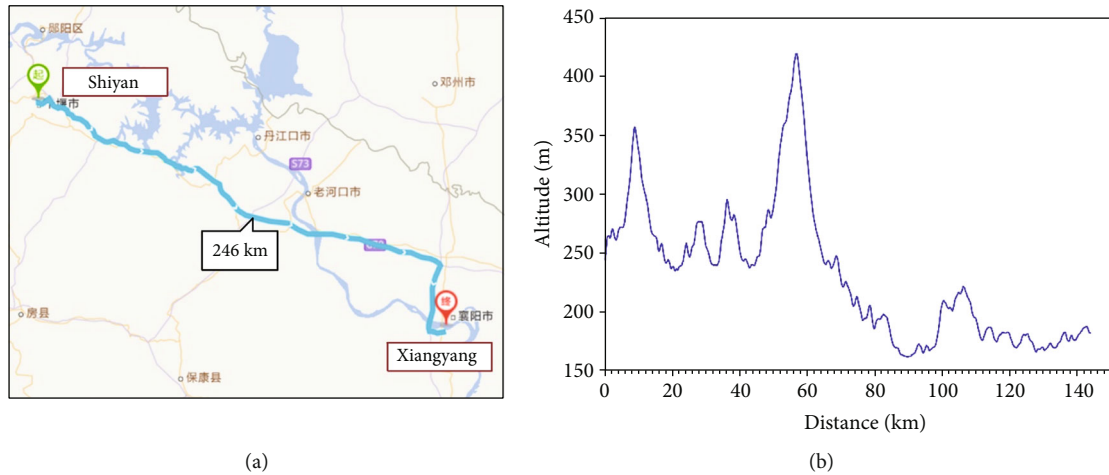 郧阳区
起
Shiyan
堰市
邓州市
丹江口市
S73
老河口市
246 km
房县
终
襄阳市
Xiangyang
保康县
(a)
450
400
350
300
250
200
150
Altitude (m)
0
20
40
60
80
100
120
140
Distance (km)
(b)